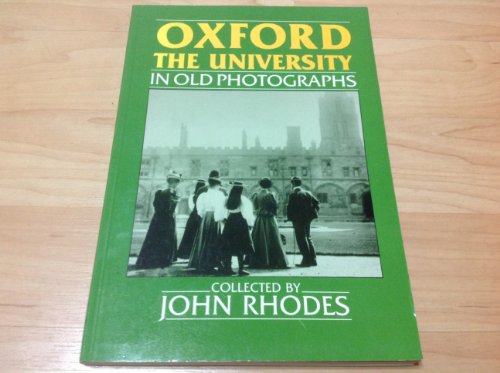 OXFORD
THE UNIVERSITY
IN OLD PHOTOGRAPHS
COLLECTED BY
JOHN RHODES